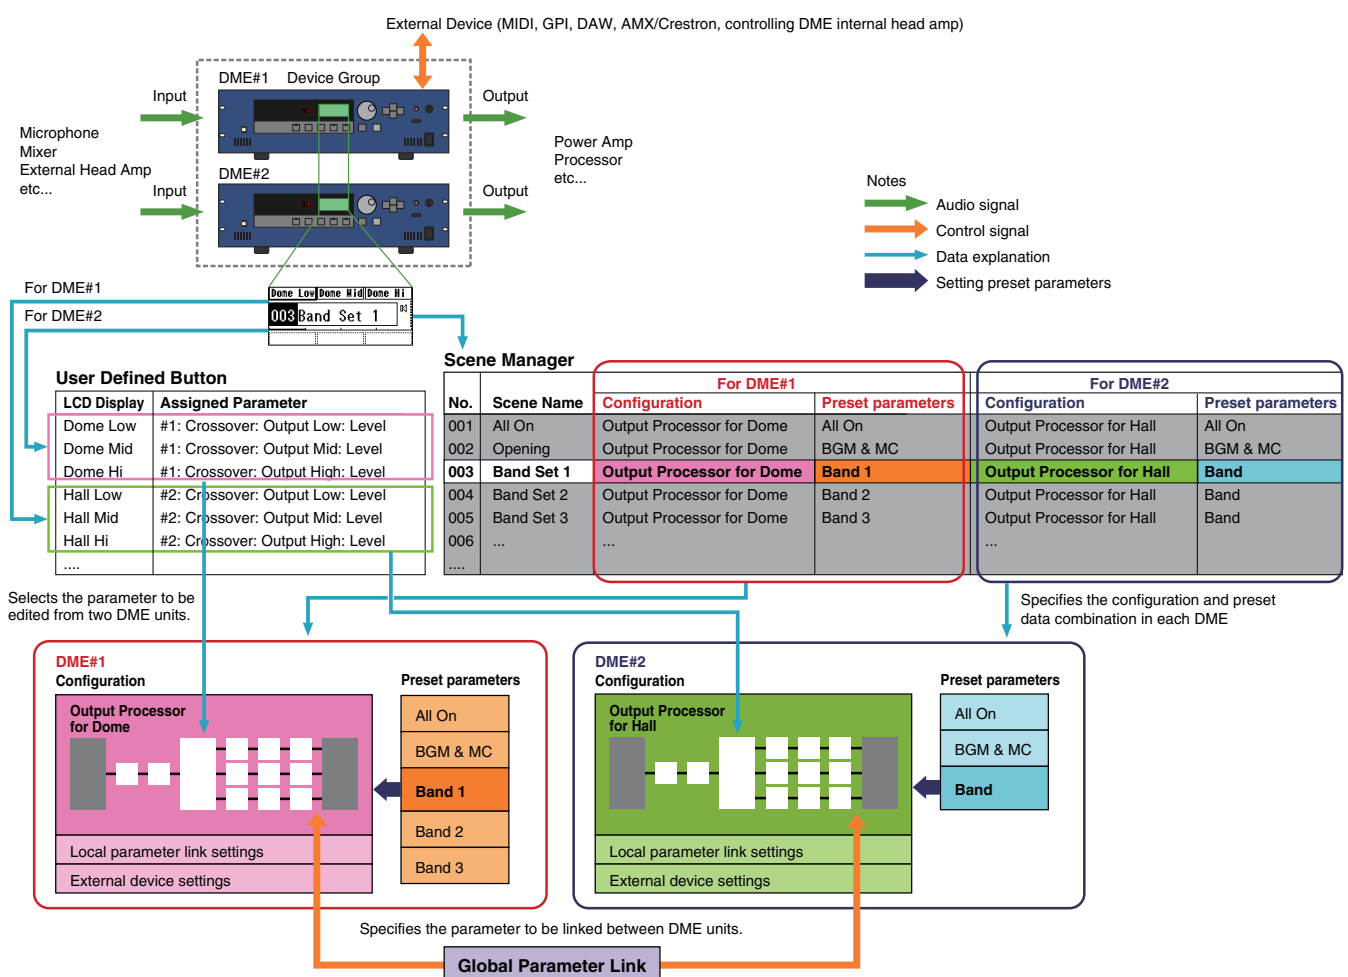 External Device (MIDI, GPI, DAW, AMX/Crestron, controlling DME internal head amp)
DME#1 Device Group
Input
Output
Microphone
Mixer
External Head Amp
etc...
Power Amp
Processor
etc...
DME#2
Input
Output
Notes
Audio signal
Control signal
Data explanation
Setting preset parameters
For DME#1
For DME#2
Dome Low Dome Mid Dome Hi
003 Band Set 1
User Defined Button
LCD Display Assigned Parameter
Dome Low #1: Crossover: Output Low: Level
Dome Mid #1: Crossover: Output Mid: Level
Dome Hi #1: Crossover: Output High: Level
Hall Low #2: Crossover: Output Low: Level
Hall Mid #2: Crossover: Output Mid: Level
Hall Hi #2: Crossover: Output High: Level
....
Scene Manager
For DME#1 For DME#2
No. Scene Name Configuration Preset parameters Configuration Preset parameters
001 All On Output Processor for Dome All On Output Processor for Hall All On
002 Opening Output Processor for Dome BGM & MC Output Processor for Hall BGM & MC
003 Band Set 1 Output Processor for Dome Band 1 Output Processor for Hall Band
004 Band Set 2 Output Processor for Dome Band 2 Output Processor for Hall Band
005 Band Set 3 Output Processor for Dome Band 3 Output Processor for Hall Band
006 ... ... ...
....
Selects the parameter to be
edited from two DME units.
Specifies the configuration and preset
data combination in each DME
DME#1
Configuration
Preset parameters
Output Processor
for Dome
All On
BGM & MC
Band 1
Band 2
Band 3
Local parameter link settings
External device settings
DME#2
Configuration
Preset parameters
Output Processor
for Hall
All On
BGM & MC
Band
Local parameter link settings
External device settings
Specifies the parameter to be linked between DME units.
Global Parameter Link